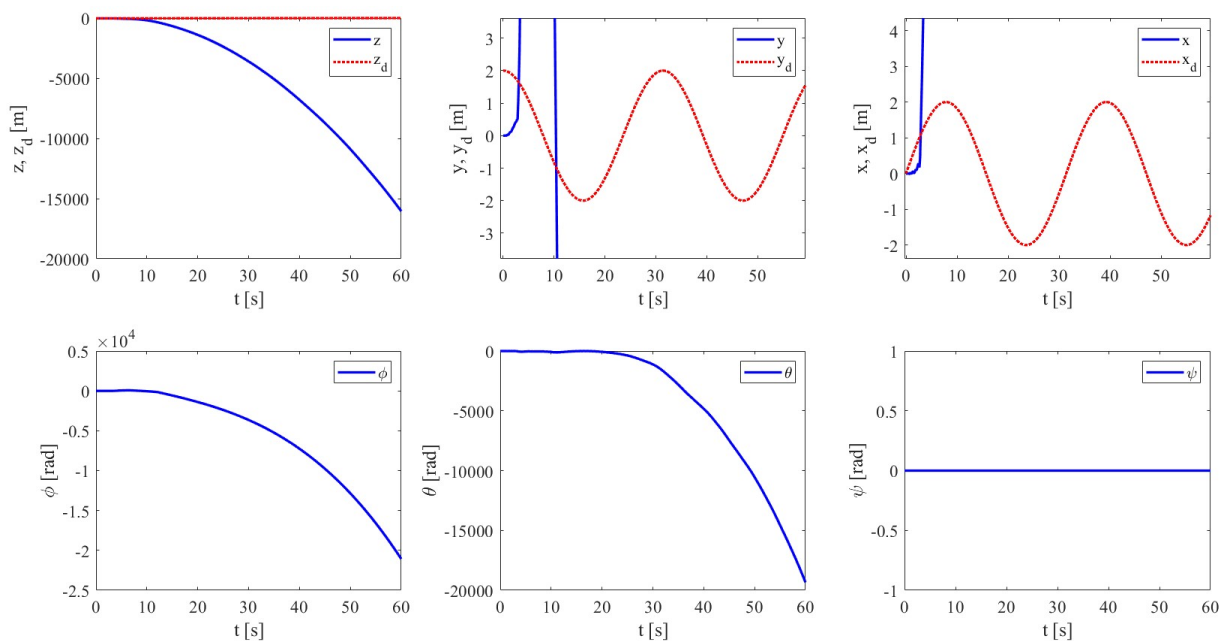 0
-5000
-10000
-15000
-20000
z, z_d [m]
z
z_d
0 10 20 30 40 50 60
t [s]
3
2
1
0
-1
-2
-3
y, y_d [m]
y
y_d
0 10 20 30 40 50
t [s]
4
3
2
1
0
-1
-2
x, x_d [m]
x
x_d
0 10 20 30 40 50
t [s]
×10^4
0.5
0
-0.5
-1
-1.5
-2
-2.5
ϕ [rad]
ϕ
0 10 20 30 40 50 60
t [s]
0
-5000
-10000
-15000
-20000
θ [rad]
θ
0 10 20 30 40 50 60
t [s]
1
0.5
0
-0.5
-1
ψ [rad]
ψ
0 10 20 30 40 50 60
t [s]